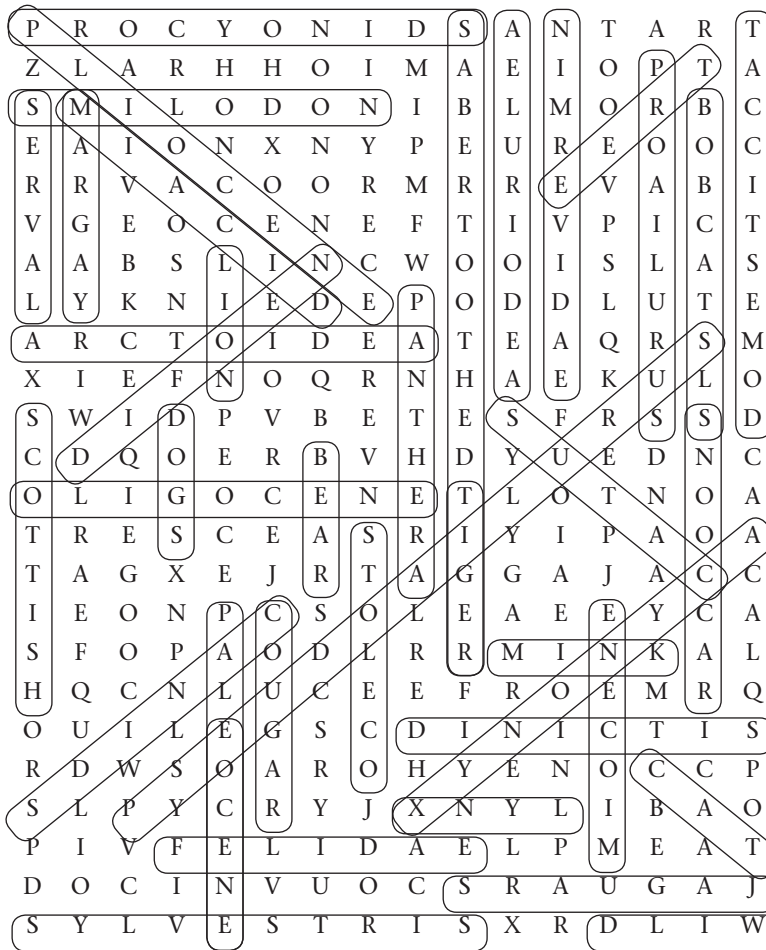 P R O C Y O N I D S A N T A R T
Z L A R H H O I M A E I O P T A
S M I L O D O N I B L M O R B C
E A I O N X N Y P E U R E O O C
R R V A C O O R M R R E V A B I
V G E O C E N E F T I V P I C T
A A B S L I N C W O O I S L A S
L Y K N I E D E P O D D L U T E
A R C T O I D E A T E A Q R S M
X I E F N O Q R N H A E K U L O
S W I D P V B E T E S F R S S D
C D Q O E R B V H D Y U E D N C
O L I G O C E N E T L O T N O A
T R E S C E A S R I Y I P A O A
T A G X E J R T A G G A J A C C
I E O N P C S O L E A E E Y C A
S F O P A O D L R R M I N K A L
H Q C N L U C E E F R O E M R Q
O U I L E G S C D I N I C T I S
R D W S O A R O H Y E N O C C P
S L P Y C R Y J X N Y L I B A O
P I V F E L I D A E L P M E A T
D O C I N V U O C S R A U G A J
S Y L V E S T R I S X R D L I W